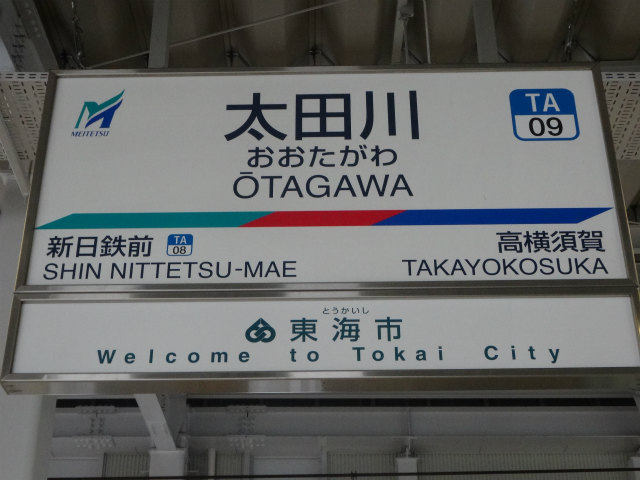 MEITETSU
太田川
おおたがわ
ŌTAGAWA
TA
09
新日鉄前
TA
08
SHIN NITTETSU-MAE
高横須賀
TAKAYOKOSUKA
とうかいし
東海市
Welcome to Tokai City